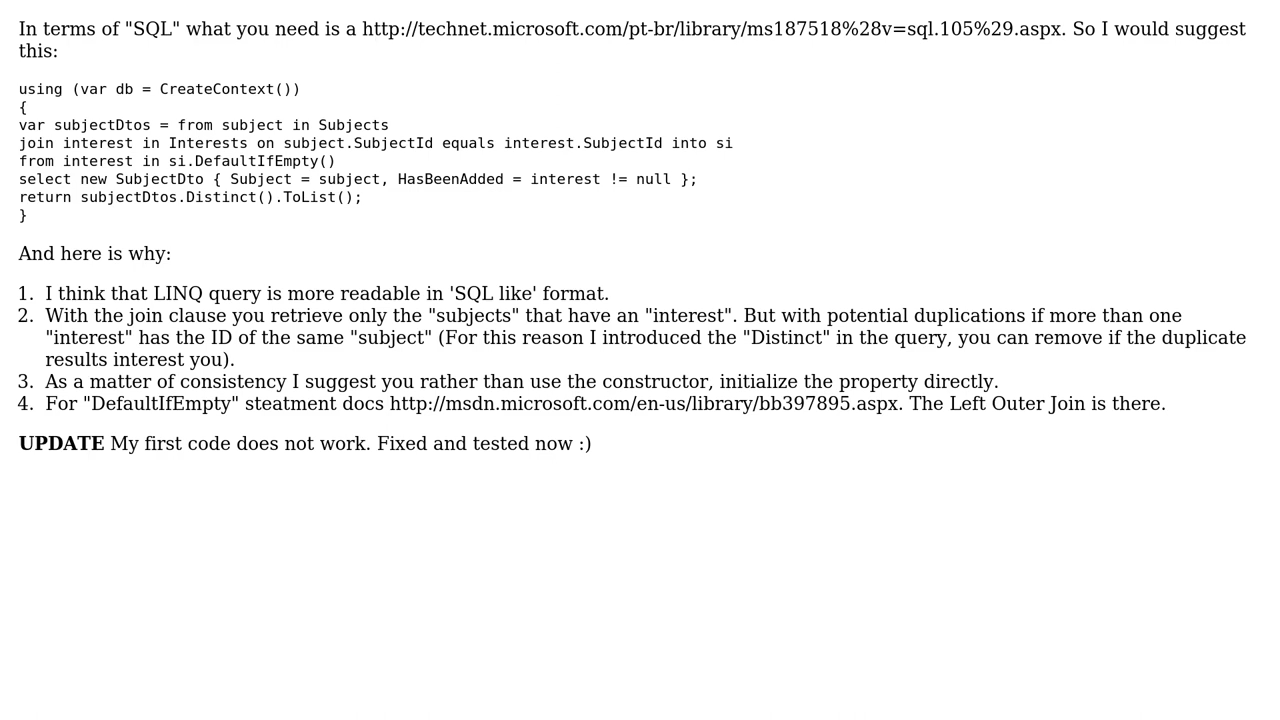 In terms of "SQL" what you need is a http://technet.microsoft.com/pt-br/library/ms187518%28v=sql.105%29.aspx. So I would suggest
this:
using (var db = CreateContext())
{
var subjectDtos = from subject in Subjects
join interest in Interests on subject.SubjectId equals interest.SubjectId into si
from interest in si.DefaultIfEmpty()
select new SubjectDto { Subject = subject, HasBeenAdded = interest != null };
return subjectDtos.Distinct().ToList();
}
And here is why:
1. I think that LINQ query is more readable in 'SQL like' format.
2. With the join clause you retrieve only the "subjects" that have an "interest". But with potential duplications if more than one
"interest" has the ID of the same "subject" (For this reason I introduced the "Distinct" in the query, you can remove if the duplicate
results interest you).
3. As a matter of consistency I suggest you rather than use the constructor, initialize the property directly.
4. For "DefaultIfEmpty" steatment docs http://msdn.microsoft.com/en-us/library/bb397895.aspx. The Left Outer Join is there.
UPDATE My first code does not work. Fixed and tested now :)